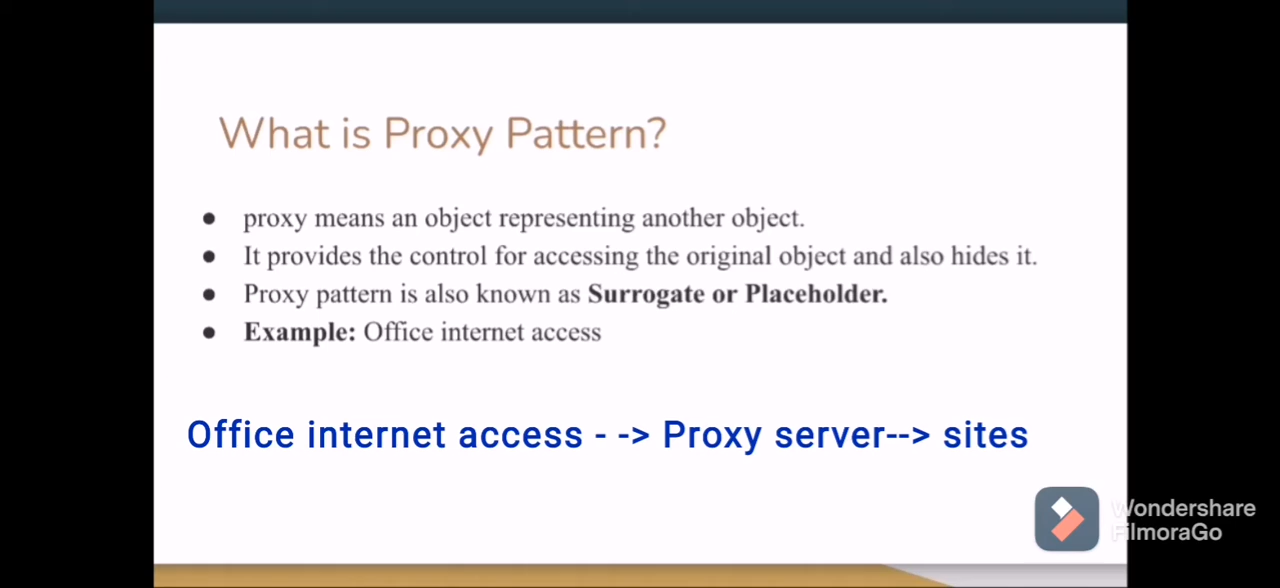 What is Proxy Pattern?
● proxy means an object representing another object.
● It provides the control for accessing the original object and also hides it.
● Proxy pattern is also known as Surrogate or Placeholder.
● Example: Office internet access
Office internet access - -> Proxy server--> sites
Wondershare
FilmoraGo